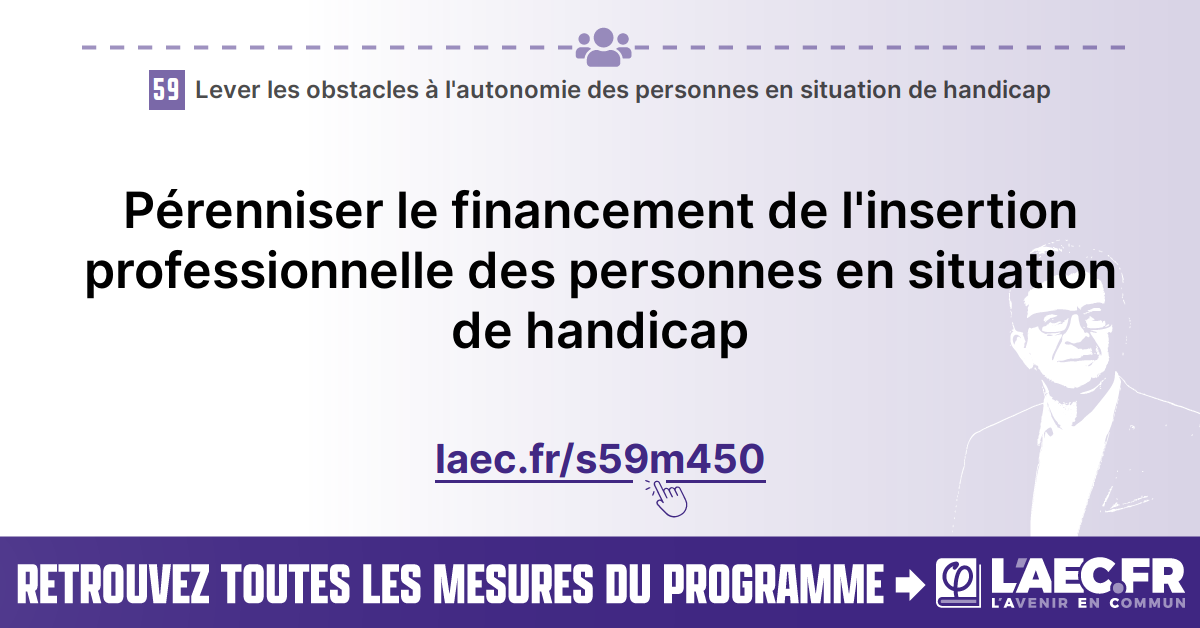 59 Lever les obstacles à l'autonomie des personnes en situation de handicap
Pérenniser le financement de l'insertion
professionnelle des personnes en situation
de handicap
laec.fr/s59m450
RETROUVEZ TOUTES LES MESURES DU PROGRAMME
φ
L'AEC.FR
L'AVENIR EN COMMUN